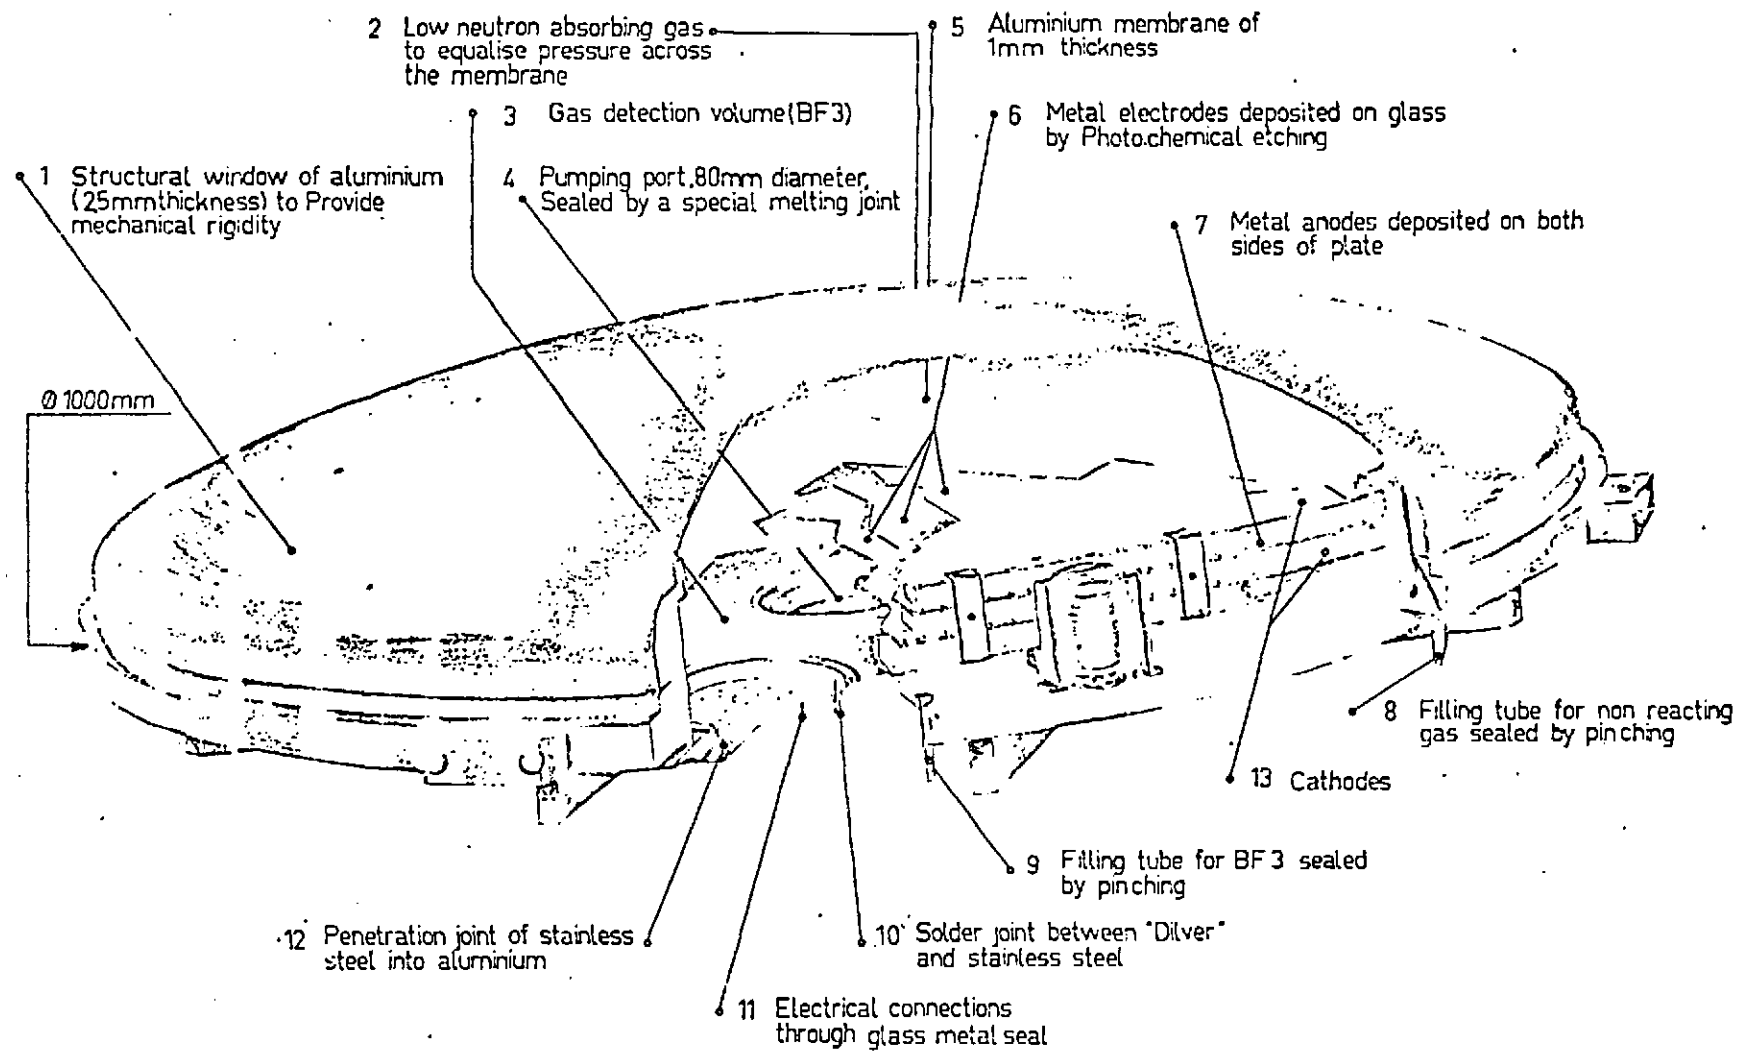 2 Low neutron absorbing gas
to equalise pressure across
the membrane
5 Aluminium membrane of
1mm thickness
3 Gas detection volume(BF3)
6 Metal electrodes deposited on glass
by Photo.chemical etching
1 Structural window of aluminium
(25mmthickness) to Provide
mechanical rigidity
4 Pumping port,80mm diameter,
Sealed by a special melting joint
7 Metal anodes deposited on both
sides of plate
Ø 1000mm
8 Filling tube for non reacting
gas sealed by pinching
13 Cathodes
9 Filling tube for BF3 sealed
by pinching
12 Penetration joint of stainless
steel into aluminium
10 Solder joint between "Dilver"
and stainless steel
11 Electrical connections
through glass metal seal